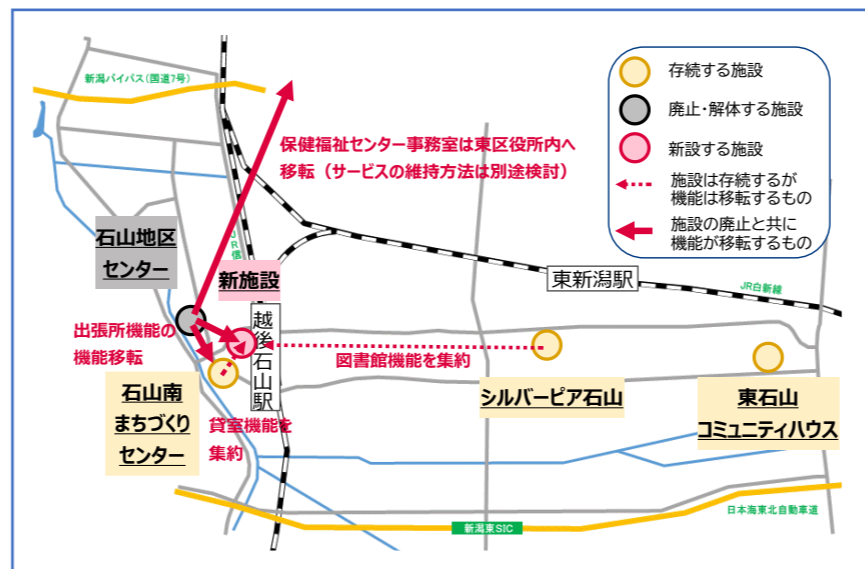 新潟バイパス(国道7号)
存続する施設
廃止・解体する施設
新設する施設
施設は存続するが
機能は移転するもの
施設の廃止と共に
機能が移転するもの
保健福祉センター事務室は東区役所内へ
移転(サービスの維持方法は別途検討)
石山地区
センター
JR信
新施設
東新潟駅
JR白新線
越後石山駅
出張所機能の
機能移転
図書館機能を集約
石山南
まちづくり
センター
シルバーピア石山
東石山
コミュニティハウス
貸室機能を
集約
日本海東北自動車道
新潟東SIC